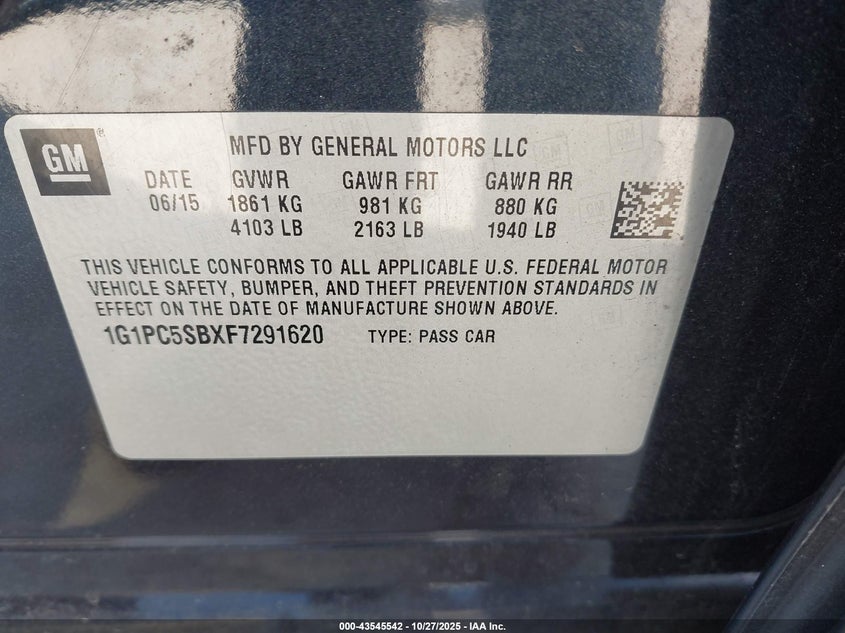 GM ®
MFD BY GENERAL MOTORS LLC
DATE GVWR GAWR FRT GAWR RR
06/15 1861 KG 981 KG 880 KG
4103 LB 2163 LB 1940 LB
THIS VEHICLE CONFORMS TO ALL APPLICABLE U.S. FEDERAL MOTOR
VEHICLE SAFETY, BUMPER, AND THEFT PREVENTION STANDARDS IN
EFFECT ON THE DATE OF MANUFACTURE SHOWN ABOVE.
1G1PC5SBXF7291620 TYPE: PASS CAR
000-43545542 | 10/27/2025 - IAA Inc.